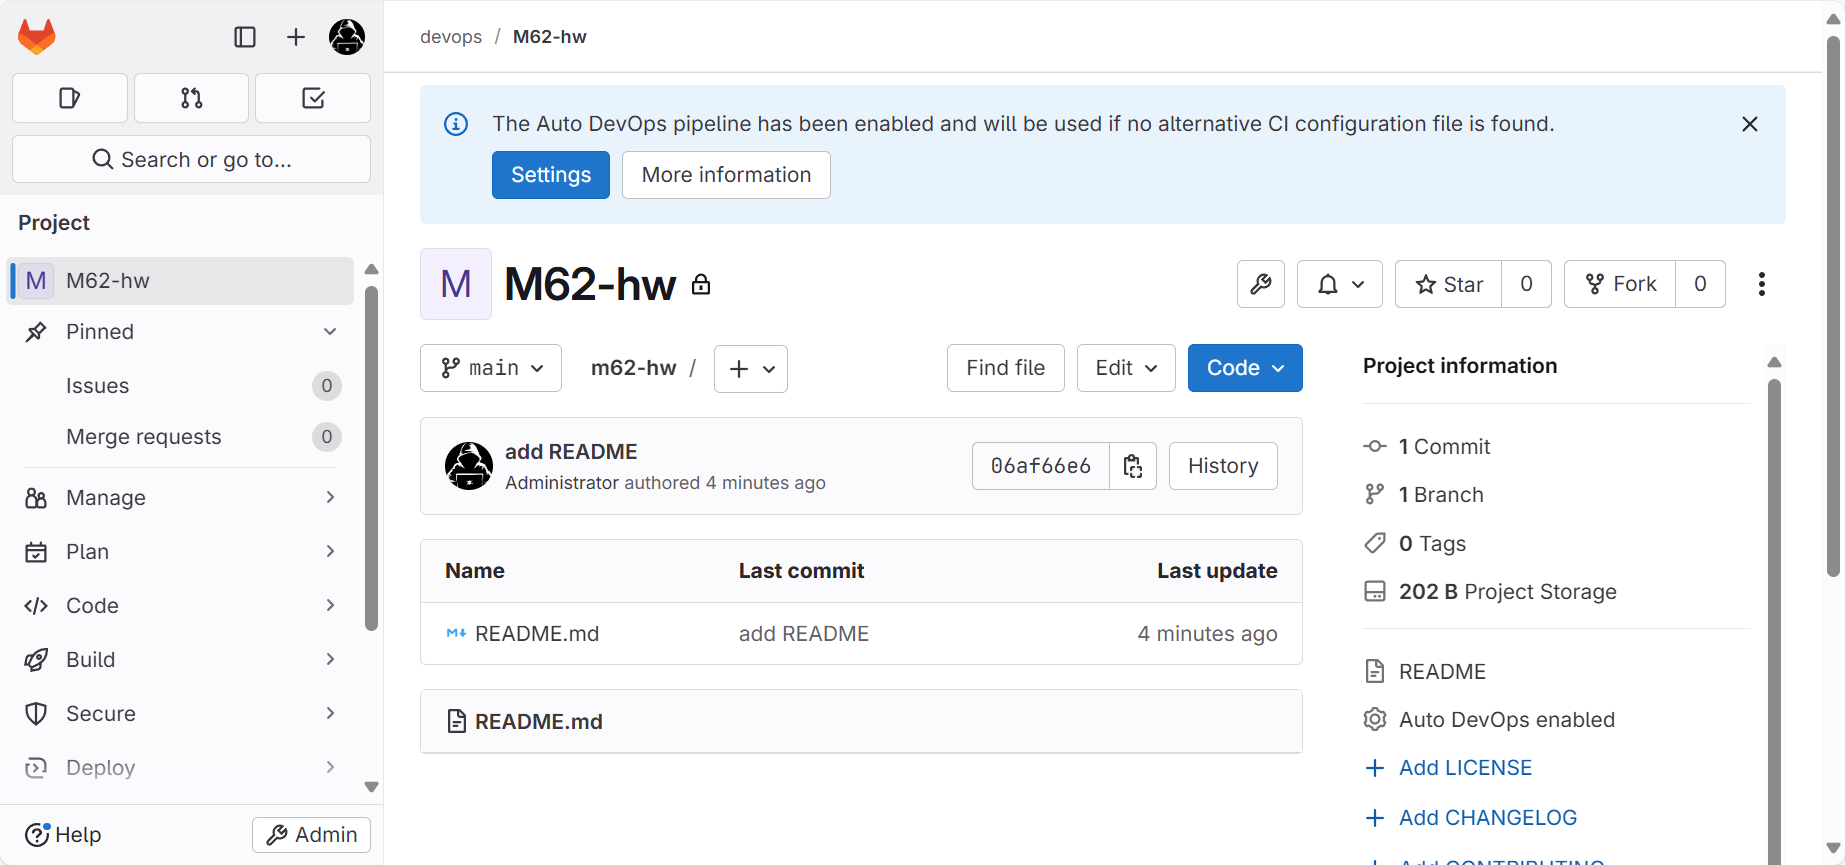 devops / M62-hw
Search or go to...
Project
M M62-hw
Pinned
Issues 0
Merge requests 0
Manage
Plan
Code
Build
Secure
Deploy
Help
Admin
The Auto DevOps pipeline has been enabled and will be used if no alternative CI configuration file is found.
Settings More information
M M62-hw
Star 0 Fork 0
main m62-hw / Find file Edit Code
add README
Administrator authored 4 minutes ago
06af66e6 History
Name Last commit Last update
README.md add README 4 minutes ago
README.md
Project information
1 Commit
1 Branch
0 Tags
202 B Project Storage
README
Auto DevOps enabled
Add LICENSE
Add CHANGELOG
Add CONTRIBUTING